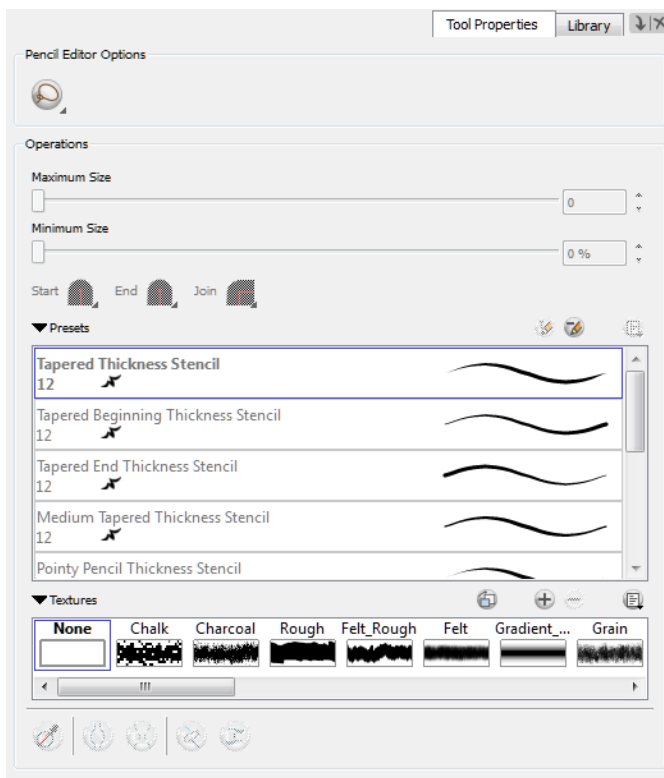 Tool Properties
Library
Pencil Editor Options
Operations
Maximum Size
0
Minimum Size
0 %
Start End Join
Presets
Tapered Thickness Stencil
12
Tapered Beginning Thickness Stencil
12
Tapered End Thickness Stencil
12
Medium Tapered Thickness Stencil
12
Pointy Pencil Thickness Stencil
Textures
None Chalk Charcoal Rough Felt_Rough Felt Gradient_... Grain